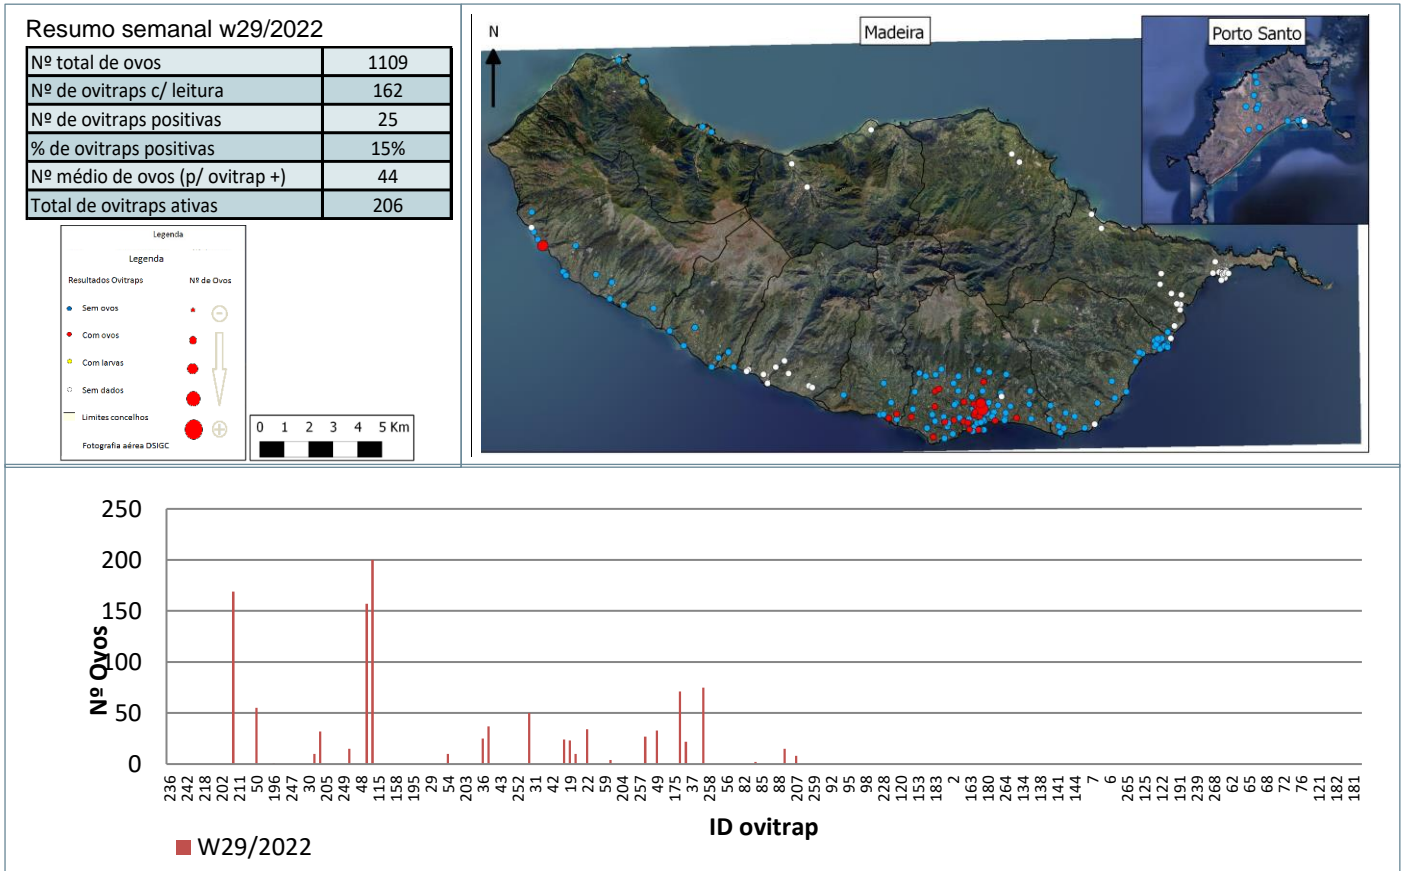 Resumo semanal w29/2022
Nº total de ovos 1109
Nº de ovitraps c/ leitura 162
Nº de ovitraps positivas 25
% de ovitraps positivas 15%
Nº médio de ovos (p/ ovitrap +) 44
Total de ovitraps ativas 206
Legenda
Legenda
Resultados Ovitraps Nº de Ovos
Sem ovos
Com ovos
Com larvas
Sem dados
Limites concelhos
Fotografia aérea DSIGC
0 1 2 3 4 5 Km
N
Madeira
Porto Santo
250
200
150
100
50
0
Nº Ovos
236 242 218 202 211 50 196 247 30 205 249 48 115 158 195 29 54 203 36 43 252 31 42 19 22 59 204 257 49 175 37 258 56 82 85 88 207 259 92 95 98 228 120 153 183 2 163 180 264 134 138 141 144 7 6 265 125 122 191 239 268 62 65 68 72 76 121 182 181
ID ovitrap
W29/2022